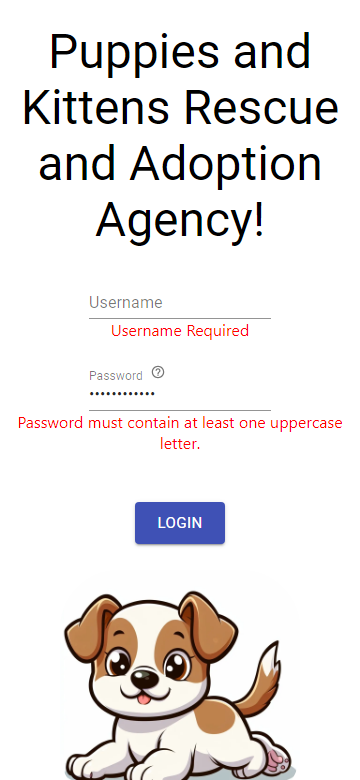 Puppies and
Kittens Rescue
and Adoption
Agency!
Username
Username Required
Password
••••••••••••
Password must contain at least one uppercase
letter.
LOGIN